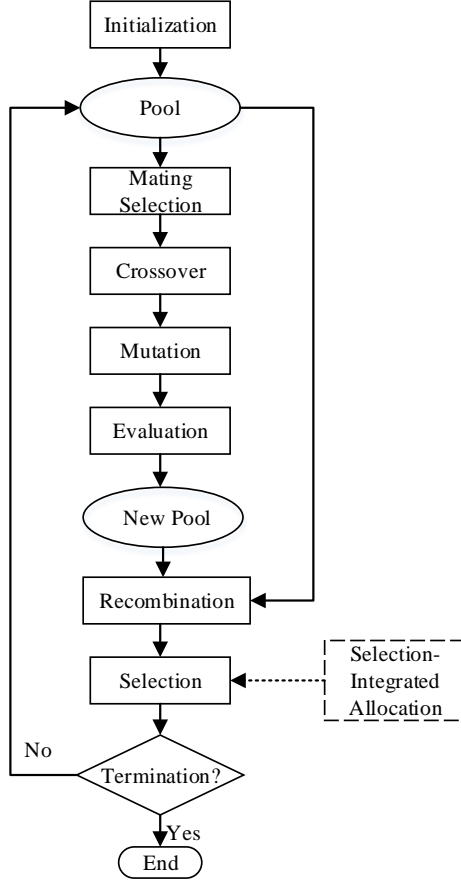 Initialization
Pool
Mating
Selection
Crossover
Mutation
Evaluation
New Pool
Recombination
Selection
Selection-
Integrated
Allocation
No
Termination?
Yes
End